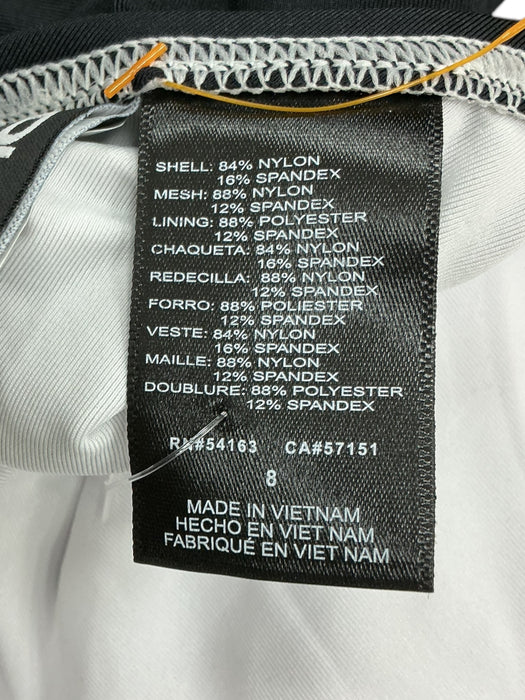 SHELL: 84% NYLON
16% SPANDEX
MESH: 88% NYLON
12% SPANDEX
LINING: 88% POLYESTER
12% SPANDEX
CHAQUETA: 84% NYLON
16% SPANDEX
REDECILLA: 88% NYLON
12% SPANDEX
FORRO: 88% POLIESTER
12% SPANDEX
VESTE: 84% NYLON
16% SPANDEX
MAILLE: 88% NYLON
12% SPANDEX
DOUBLURE: 88% POLYESTER
12% SPANDEX
RN#54163 CA#57151
8
MADE IN VIETNAM
HECHO EN VIET NAM
FABRIQUÉ EN VIET NAM